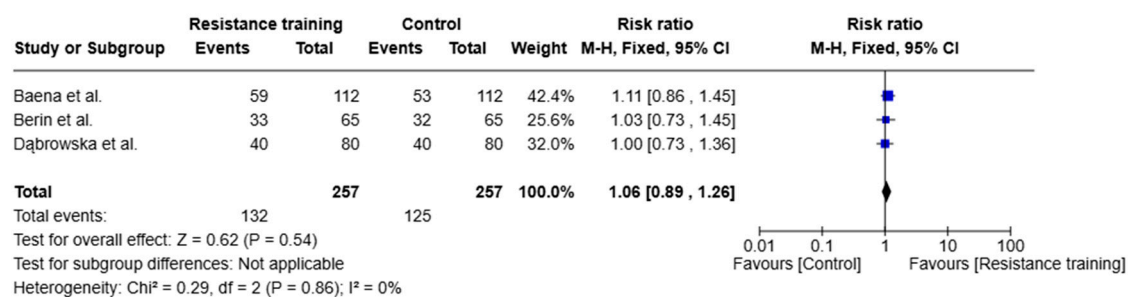 Resistance training Control Risk ratio Risk ratio
Study or Subgroup Events Total Events Total Weight M-H, Fixed, 95% CI M-H, Fixed, 95% CI
Baena et al. 59 112 53 112 42.4% 1.11 [0.86 , 1.45]
Berin et al. 33 65 32 65 25.6% 1.03 [0.73 , 1.45]
Dąbrowska et al. 40 80 40 80 32.0% 1.00 [0.73 , 1.36]
Total 257 257 100.0% 1.06 [0.89 , 1.26]
Total events: 132 125
Test for overall effect: Z = 0.62 (P = 0.54)
Test for subgroup differences: Not applicable
Heterogeneity: Chi² = 0.29, df = 2 (P = 0.86); I² = 0%
0.01 0.1 1 10 100
Favours [Control] Favours [Resistance training]